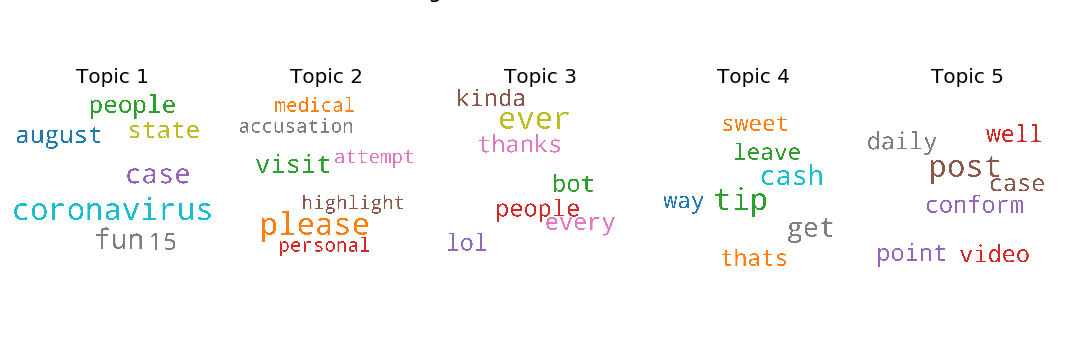 Topic 1
people
august state
case
coronavirus
fun 15
Topic 2
medical
accusation
visit attempt
highlight
please
personal
Topic 3
kinda
ever
thanks
bot
people
every
lol
Topic 4
sweet
leave
cash
way tip
get
thats
Topic 5
daily well
post
case
conform
point video